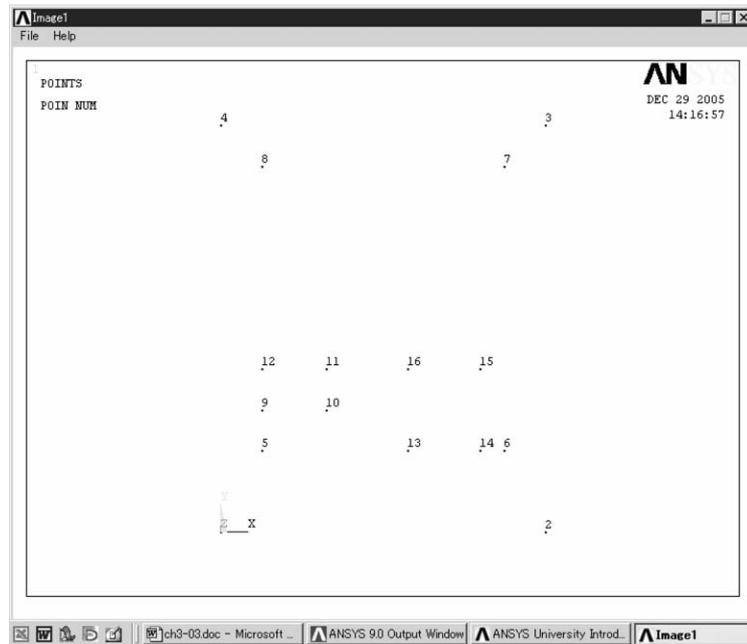 Image1
File Help
1
POINTS
POIN NUM
ANSYS
DEC 29 2005
14:16:57
4 3
8 7
12 11 16 15
9 10
5 13 14 6
Y
Z X
2
ch3-03.doc - Microsoft ...
ANSYS 9.0 Output Window
ANSYS University Introd...
Image1